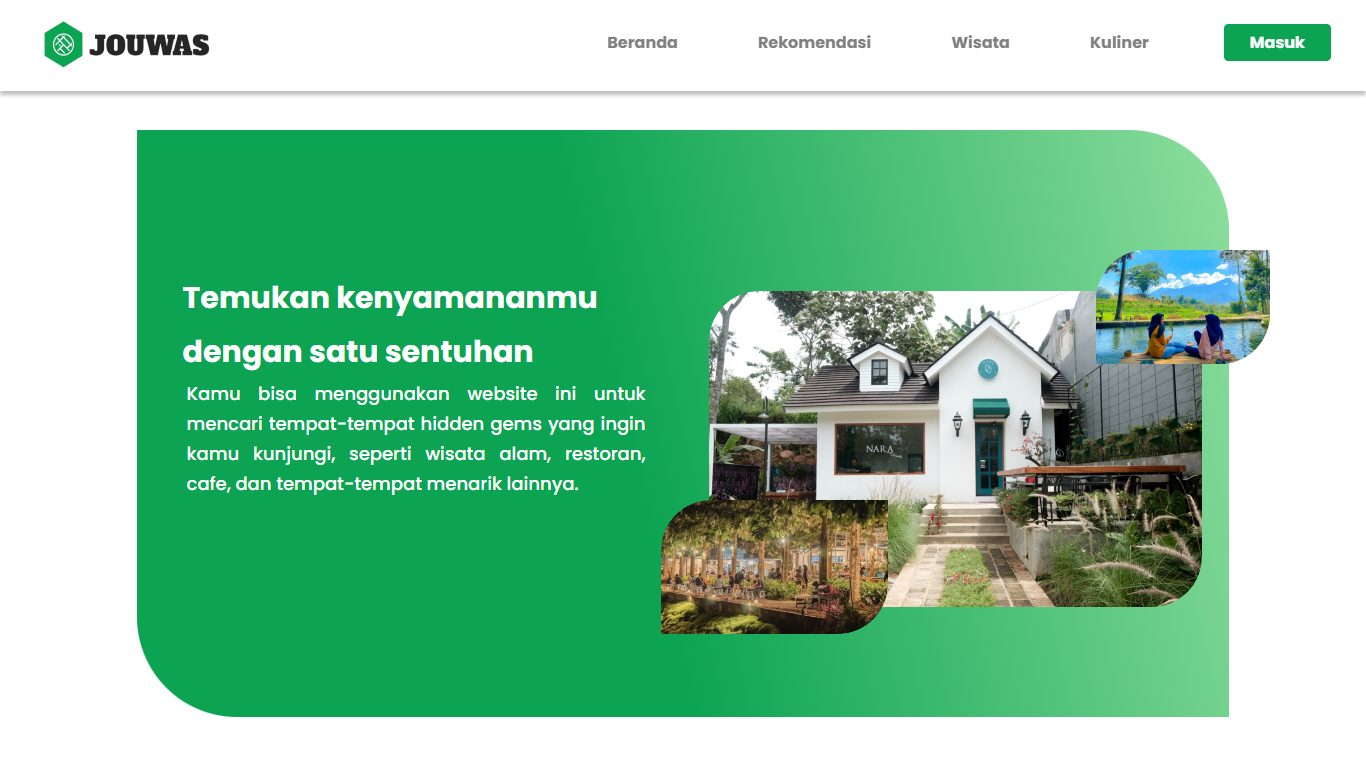 JOUWAS
Beranda
Rekomendasi
Wisata
Kuliner
Masuk
Temukan kenyamananmu
dengan satu sentuhan
Kamu bisa menggunakan website ini untuk
mencari tempat-tempat hidden gems yang ingin
kamu kunjungi, seperti wisata alam, restoran,
cafe, dan tempat-tempat menarik lainnya.
NARA